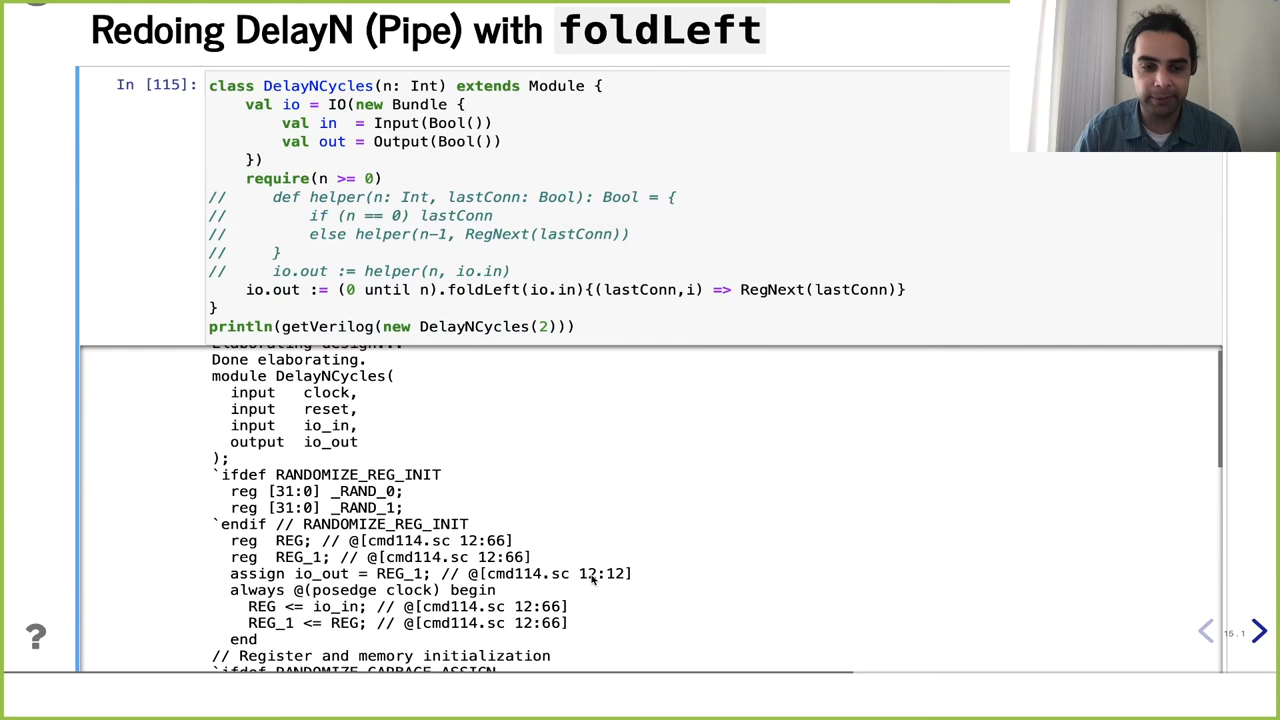 Redoing DelayN (Pipe) with foldLeft
In [115]: class DelayNCycles(n: Int) extends Module {
val io = IO(new Bundle {
val in = Input(Bool())
val out = Output(Bool())
})
require(n >= 0)
// def helper(n: Int, lastConn: Bool): Bool = {
// if (n == 0) lastConn
// else helper(n-1, RegNext(lastConn))
// }
// io.out := helper(n, io.in)
io.out := (0 until n).foldLeft(io.in){(lastConn,i) => RegNext(lastConn)}
}
println(getVerilog(new DelayNCycles(2)))
Elaborating design...
Done elaborating.
module DelayNCycles(
input clock,
input reset,
input io_in,
output io_out
);
`ifdef RANDOMIZE_REG_INIT
reg [31:0] _RAND_0;
reg [31:0] _RAND_1;
`endif // RANDOMIZE_REG_INIT
reg REG; // @[cmd114.sc 12:66]
reg REG_1; // @[cmd114.sc 12:66]
assign io_out = REG_1; // @[cmd114.sc 12:12]
always @(posedge clock) begin
REG <= io_in; // @[cmd114.sc 12:66]
REG_1 <= REG; // @[cmd114.sc 12:66]
end
// Register and memory initialization
`ifdef RANDOMIZE_GARBAGE_ASSIGN
?
15.1